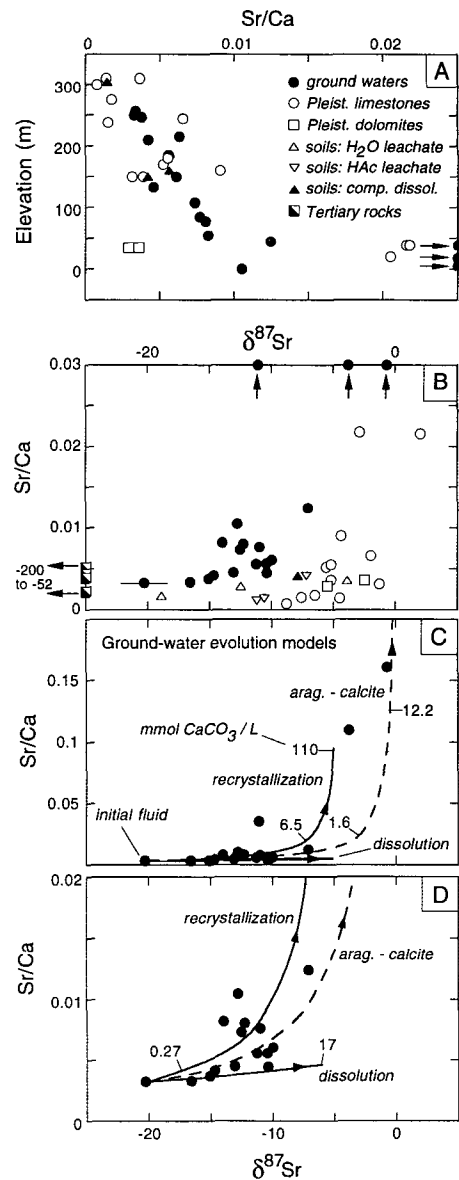 Sr/Ca
0 0.01 0.02
A
300
200
100
0
Elevation (m)
ground waters
Pleist. limestones
Pleist. dolomites
soils: H2O leachate
soils: HAc leachate
soils: comp. dissol.
Tertiary rocks
δ87Sr
-20 0
B
0.03
0.02
0.01
0
Sr/Ca
-200
to -52
Ground-water evolution models
C
0.15
0.1
0.05
0
Sr/Ca
arag. - calcite
12.2
mmol CaCO3/L
110
recrystallization
6.5
1.6
initial fluid
dissolution
D
0.02
0.01
0
Sr/Ca
recrystallization
arag. - calcite
0.27
17
dissolution
-20 -10 0
δ87Sr